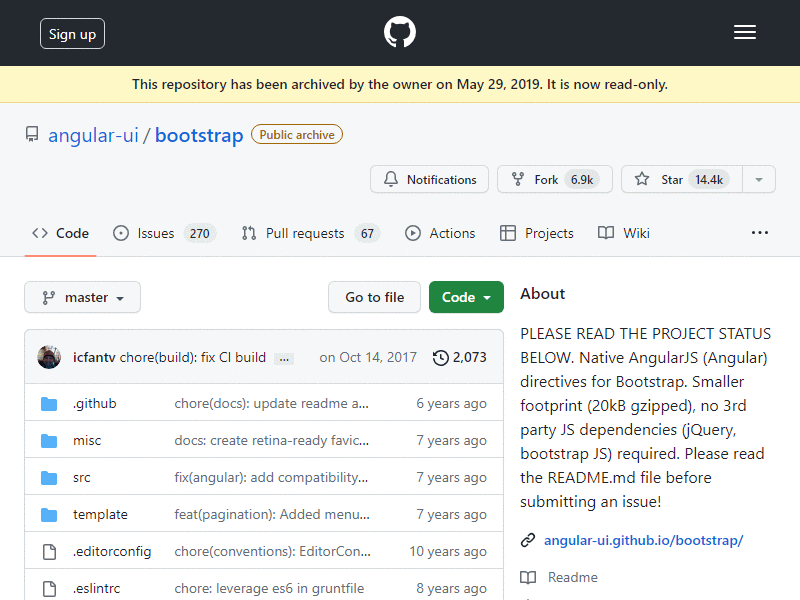 Sign up
This repository has been archived by the owner on May 29, 2019. It is now read-only.
angular-ui / bootstrap Public archive
Notifications Fork 6.9k Star 14.4k
Code Issues 270 Pull requests 67 Actions Projects Wiki ...
master Go to file Code
icfantv chore(build): fix CI build ... on Oct 14, 2017 2,073
.github chore(docs): update readme a... 6 years ago
misc docs: create retina-ready favic... 7 years ago
src fix(angular): add compatibility... 7 years ago
template feat(pagination): Added menu... 7 years ago
.editorconfig chore(conventions): EditorCon... 10 years ago
.eslintrc chore: leverage es6 in gruntfile 8 years ago
About
PLEASE READ THE PROJECT STATUS
BELOW. Native AngularJS (Angular)
directives for Bootstrap. Smaller
footprint (20kB gzipped), no 3rd
party JS dependencies (jQuery,
bootstrap JS) required. Please read
the README.md file before
submitting an issue!
angular-ui.github.io/bootstrap/
Readme